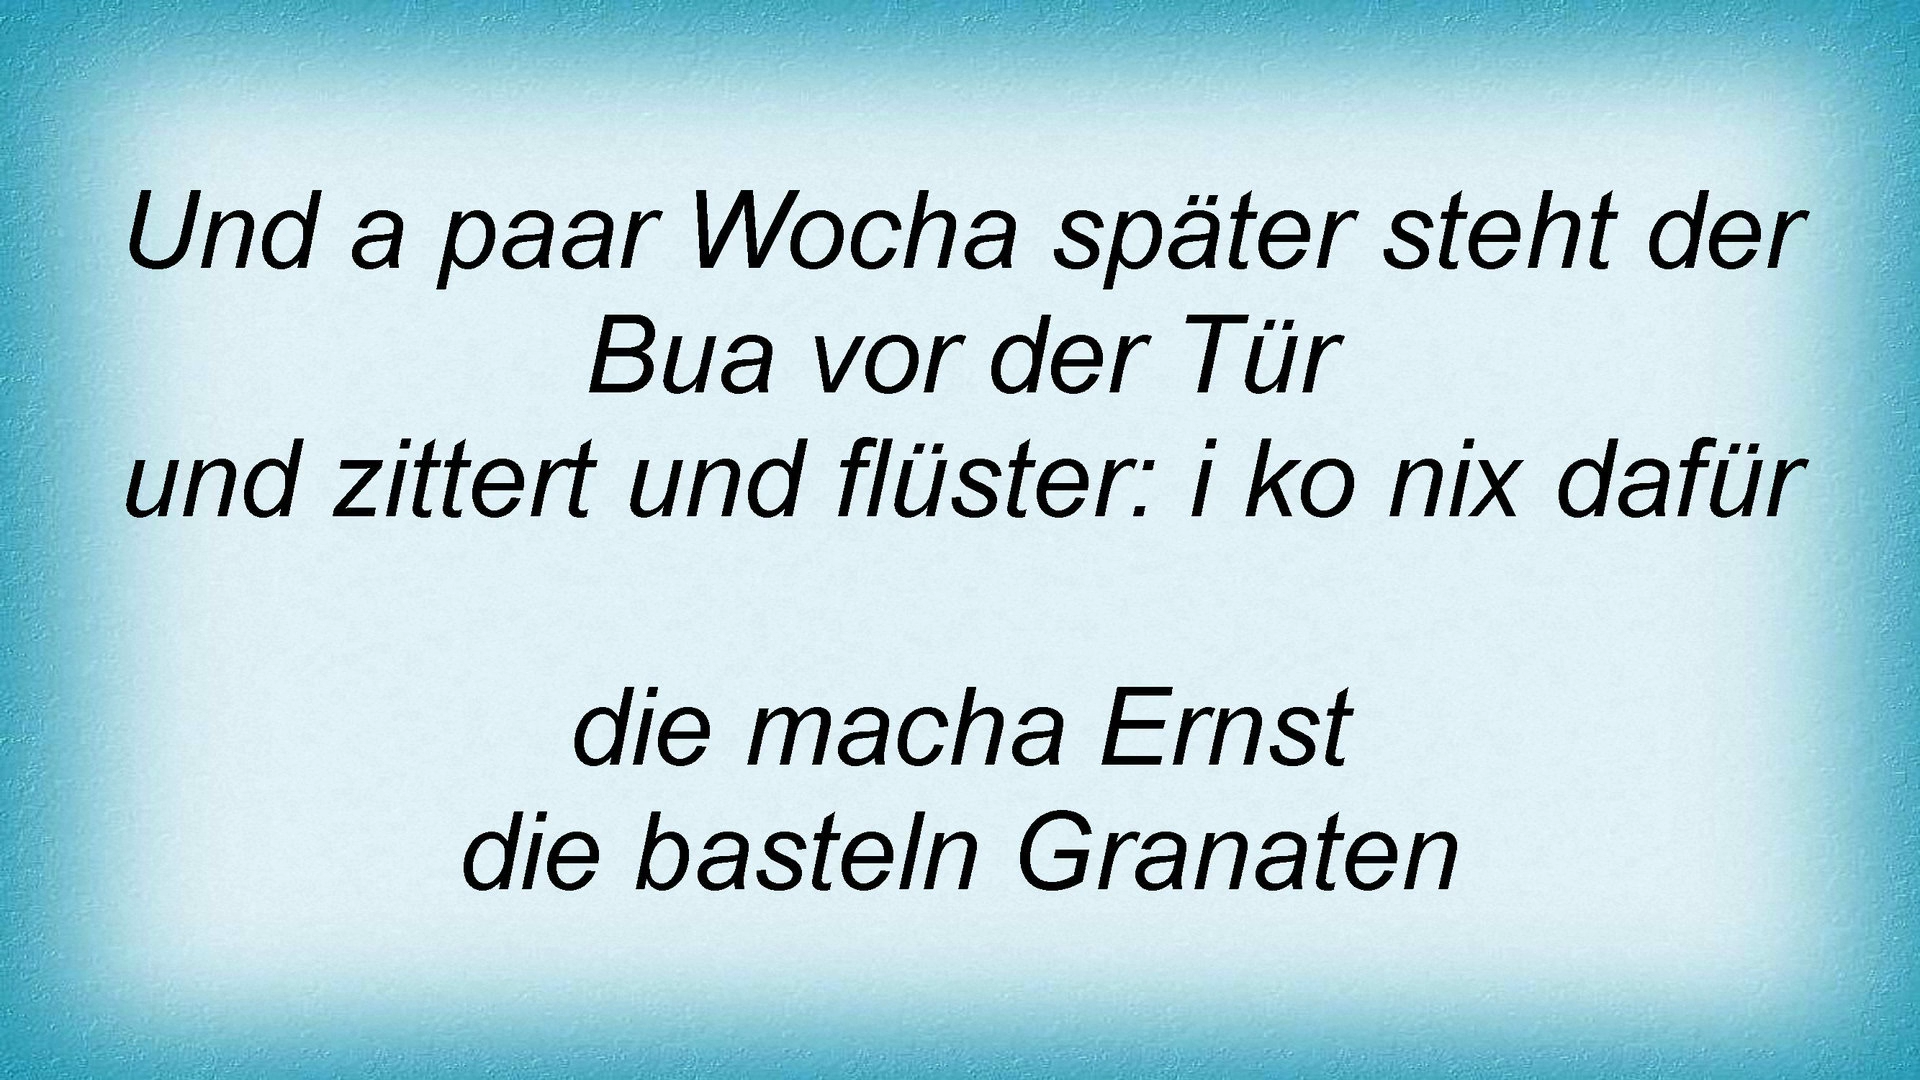 Und a paar Wocha später steht der
Bua vor der Tür
und zittert und flüster: i ko nix dafür
die macha Ernst
die basteln Granaten